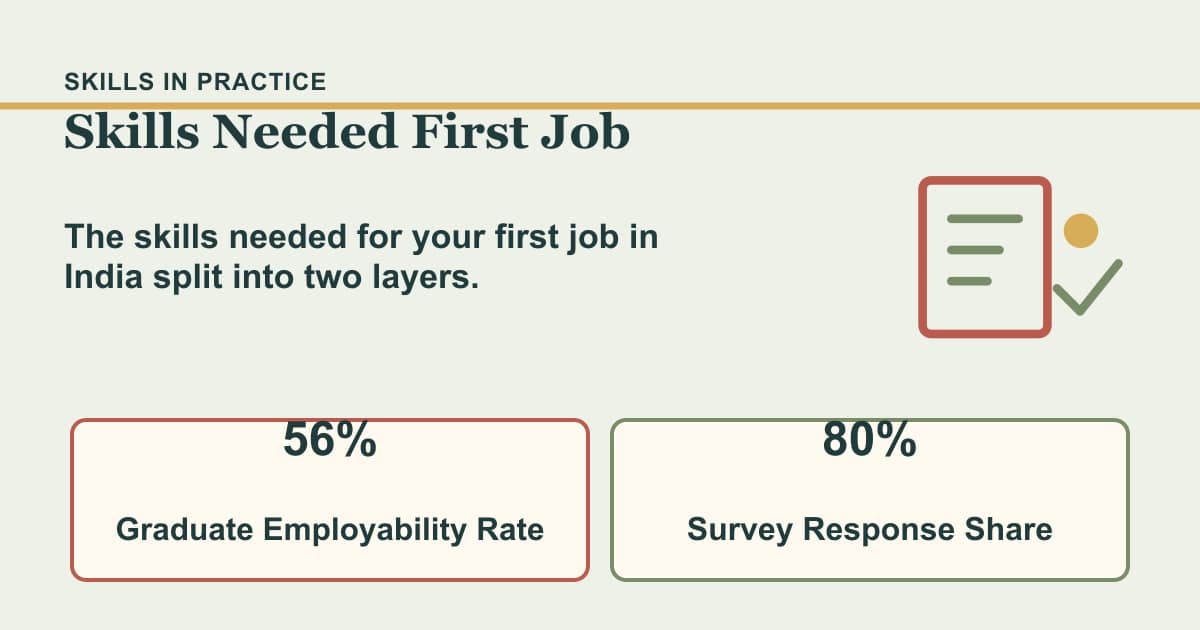 SKILLS IN PRACTICE
Skills Needed First Job
The skills needed for your first job in
India split into two layers.
56%
Graduate Employability Rate
80%
Survey Response Share